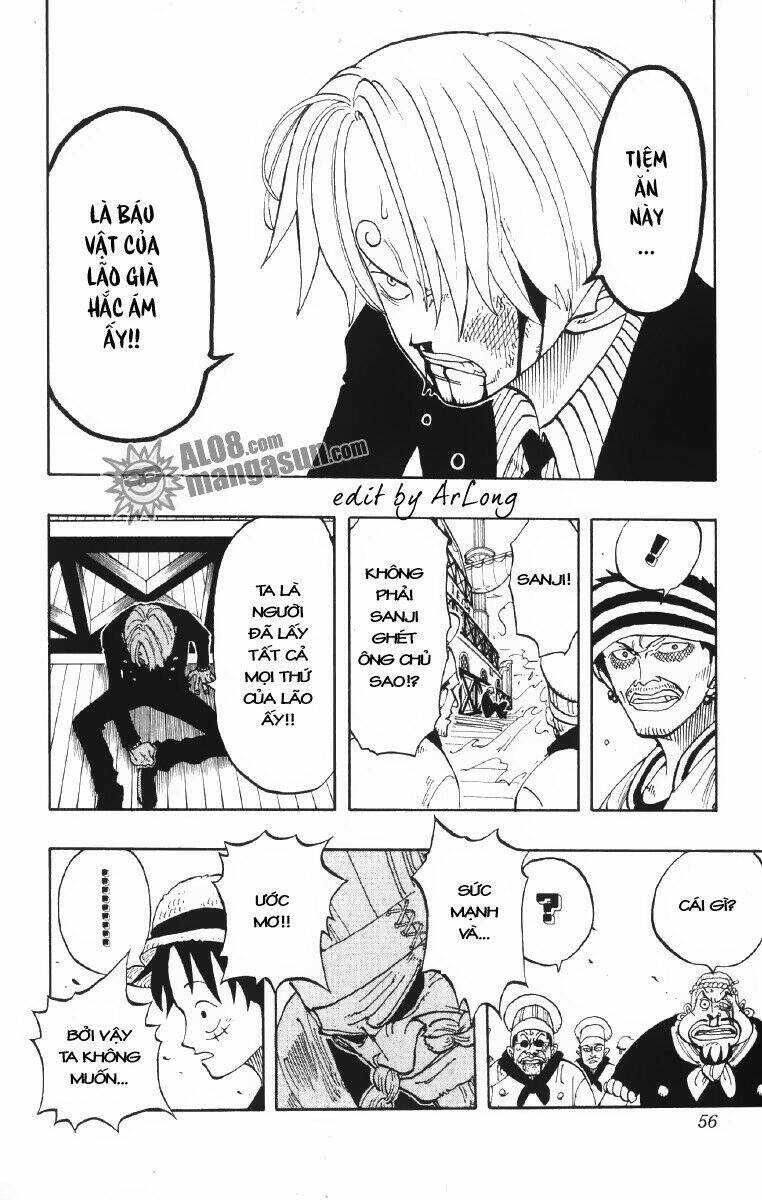 TIỆM
ĂN
NÀY
...
LÀ BÁU
VẬT CỦA
LÃO GIÀ
HẮC ÁM
ẤY!!
ALO8.com
mangasun.com
edit by ArLong
!
SANJI!
KHÔNG
PHẢI
SANJI
GHÉT
ÔNG CHỦ
SAO!?
TA LÀ
NGƯỜI
ĐÃ LẤY
TẤT CẢ
MỌI THỨ
CỦA LÃO
ẤY!!
CÁI GÌ?
?
SỨC
MẠNH
VÀ...
ƯỚC
MƠ!!
.........
BỞI VẬY
TA KHÔNG
MUỐN...
56